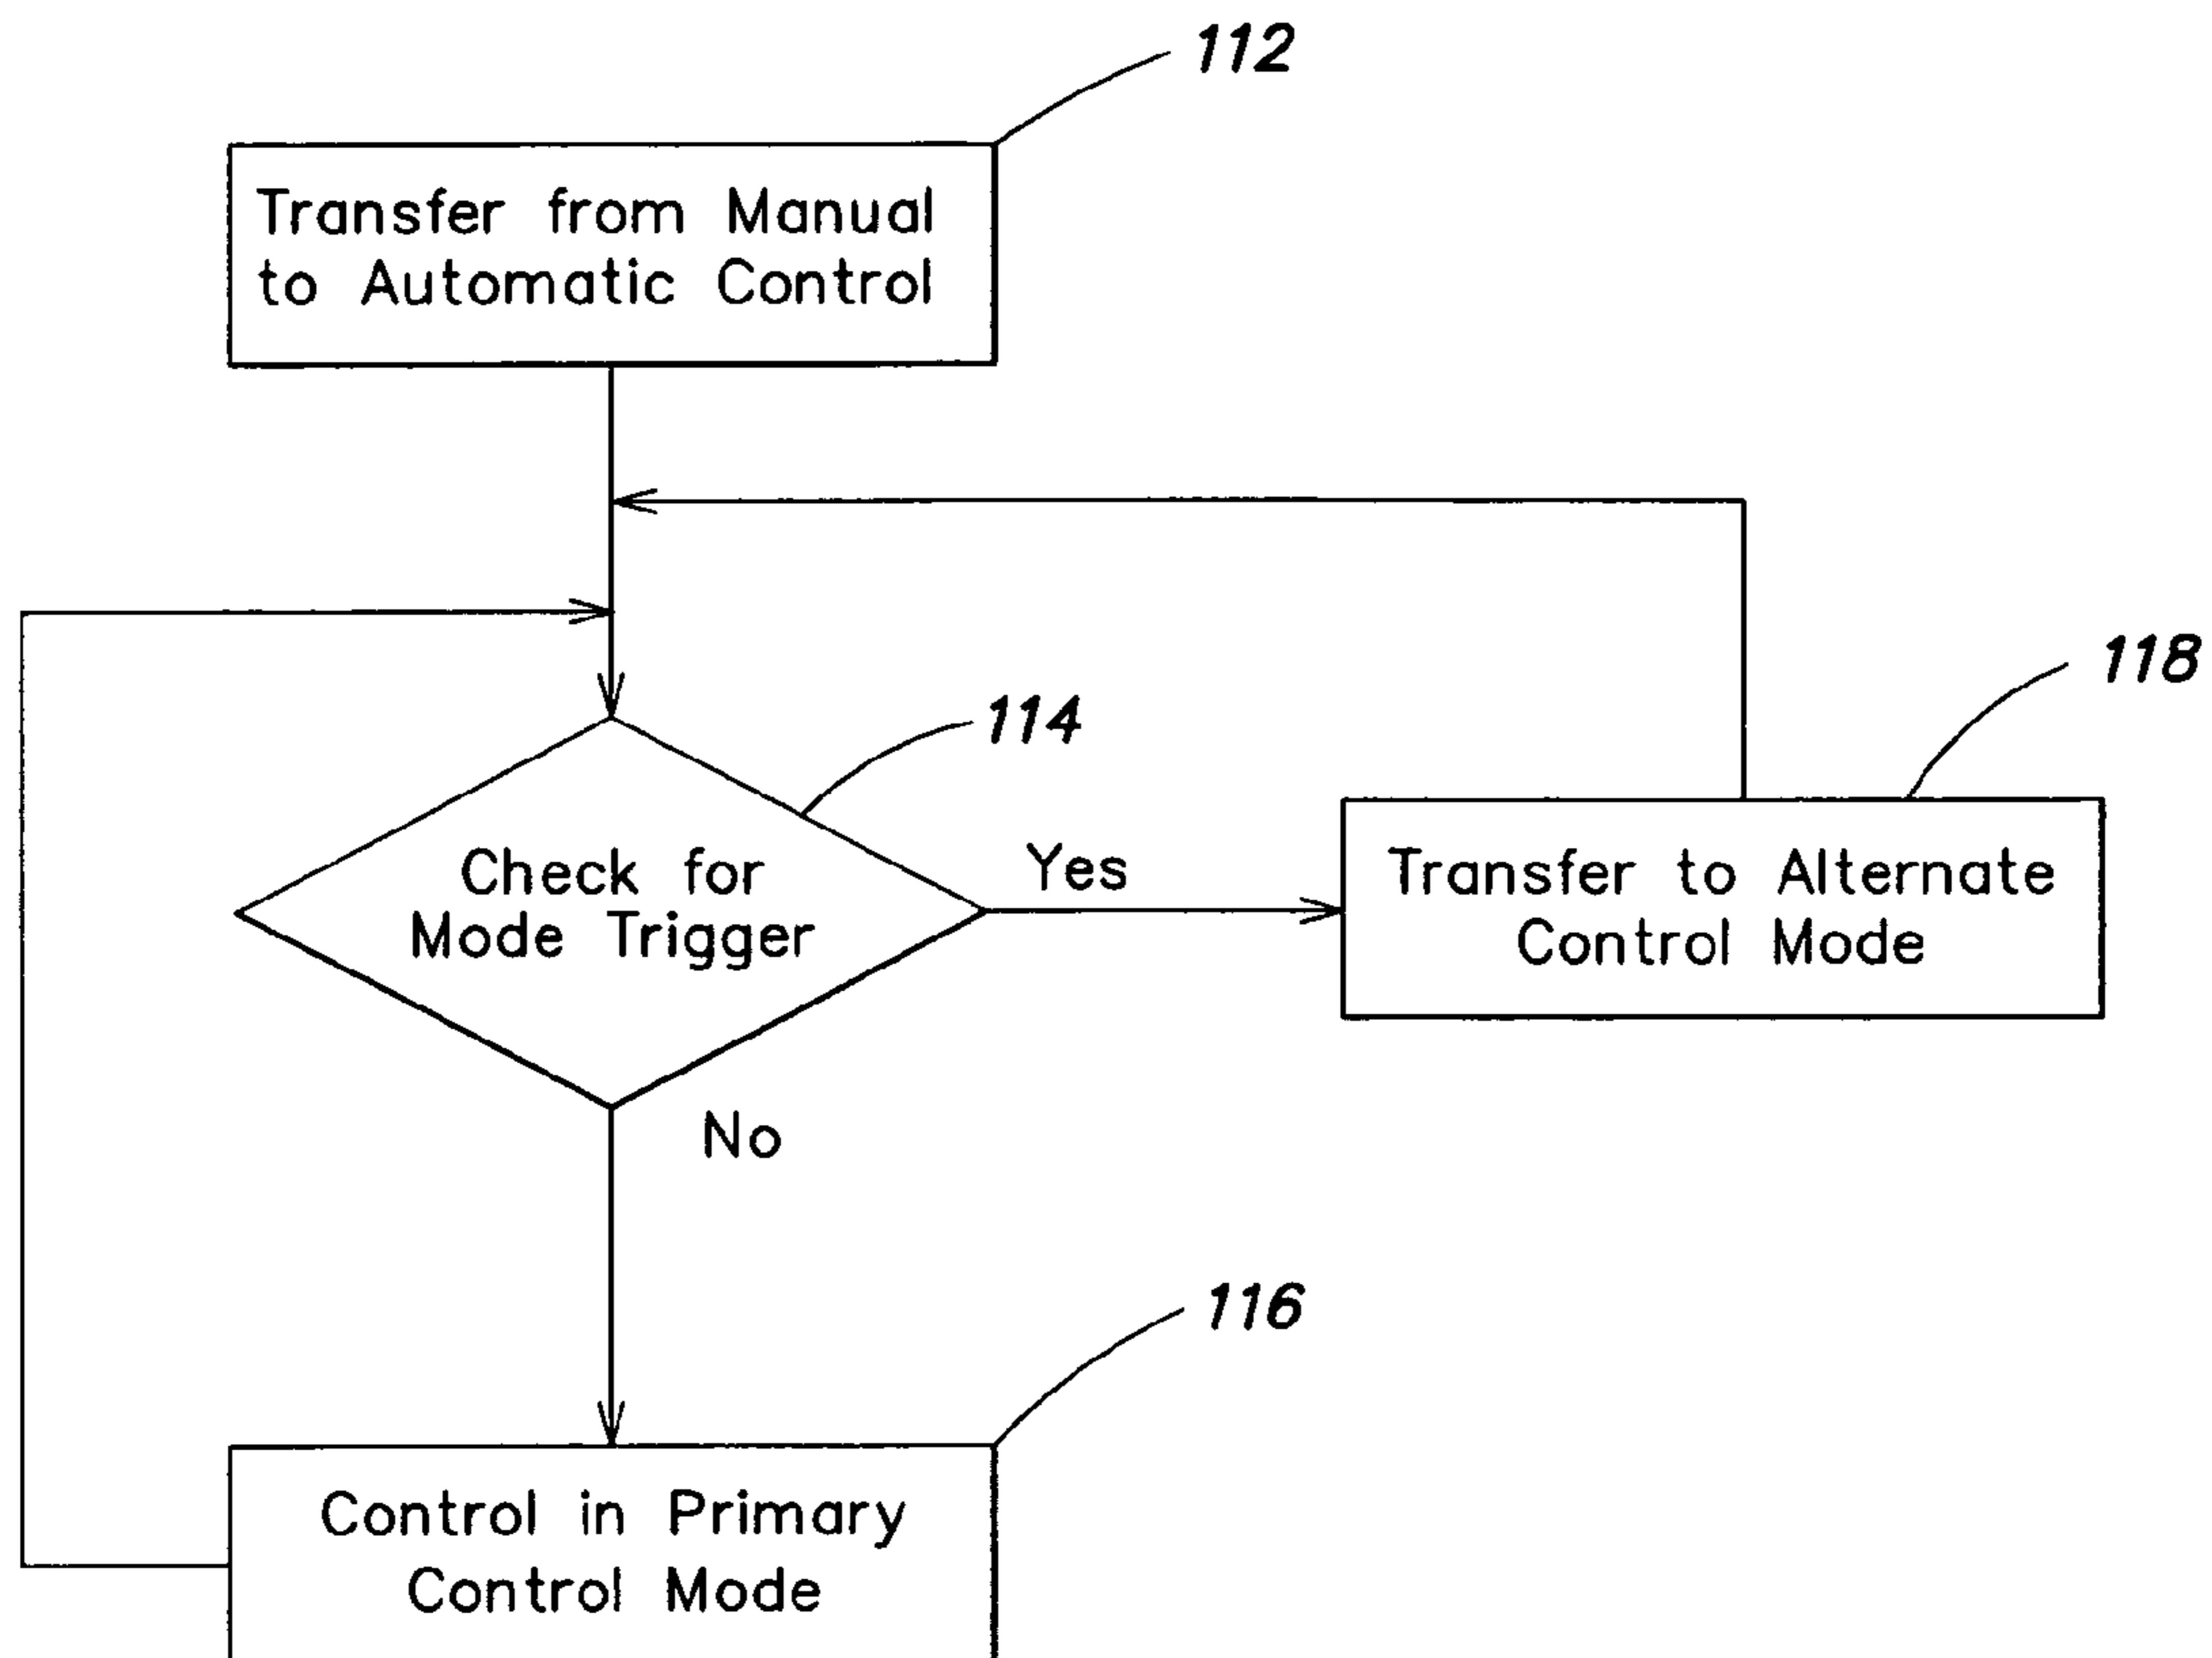 112
Transfer from Manual
to Automatic Control
114
118
Check for
Mode Trigger
Yes
Transfer to Alternate
Control Mode
No
116
Control in Primary
Control Mode